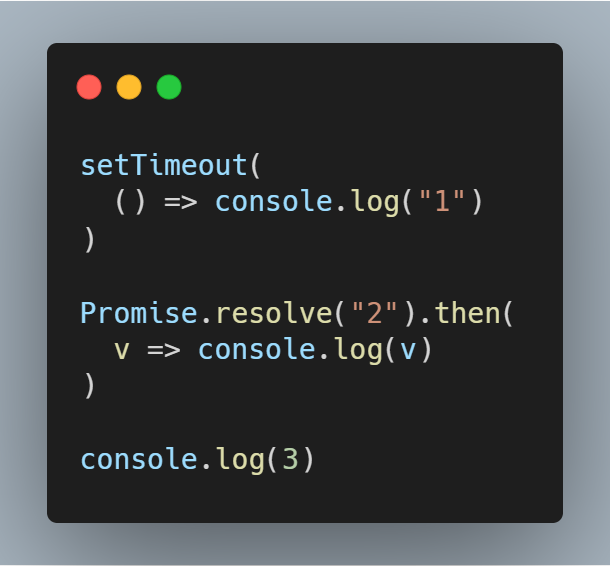 setTimeout(
  () => console.log("1")
)

Promise.resolve("2").then(
  v => console.log(v)
)

console.log(3)